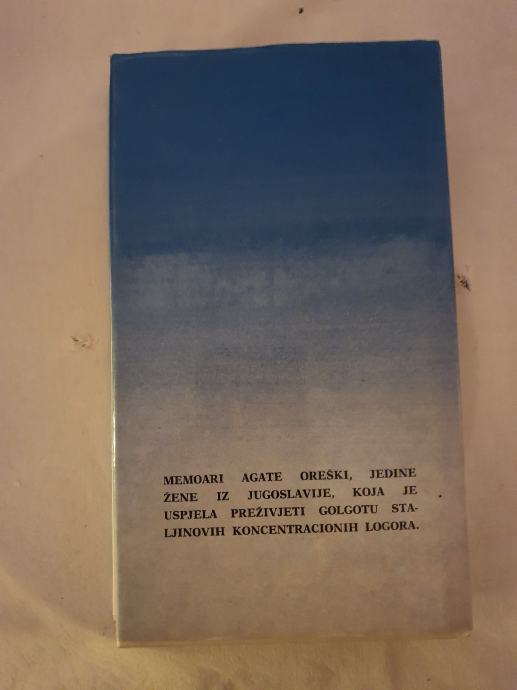 MEMOARI AGATE OREŠKI, JEDINE
ŽENE IZ JUGOSLAVIJE, KOJA JE
USPJELA PREŽIVJETI GOLGOTU STA-
LJINOVIH KONCENTRACIONIH LOGORA.